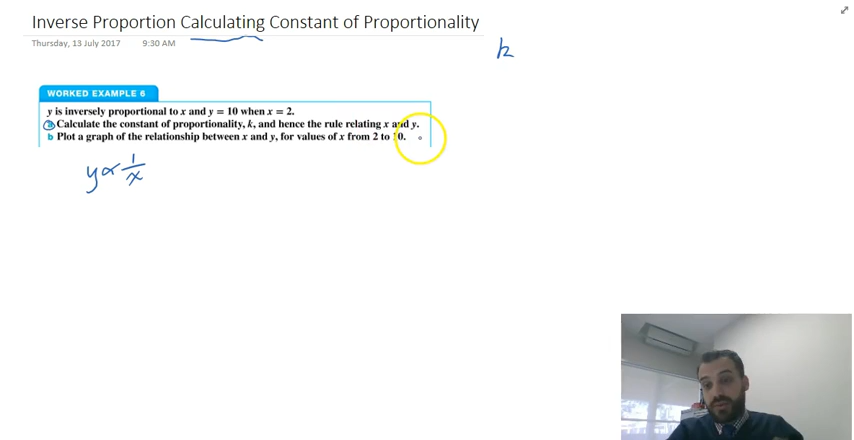 Inverse Proportion Calculating Constant of Proportionality
Thursday, 13 July 2017 9:30 AM
k
WORKED EXAMPLE 6
y is inversely proportional to x and y = 10 when x = 2.
a Calculate the constant of proportionality, k, and hence the rule relating x and y.
b Plot a graph of the relationship between x and y, for values of x from 2 to 10.
y ∝ 1/x